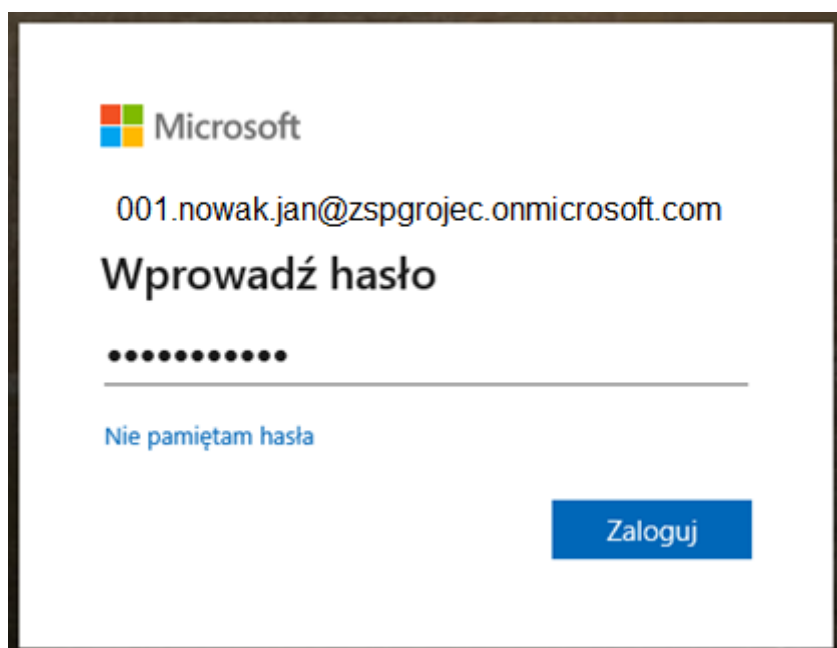 Microsoft
001.nowak.jan@zspgrojec.onmicrosoft.com
Wprowadź hasło
•••••••••••
Nie pamiętam hasła
Zaloguj